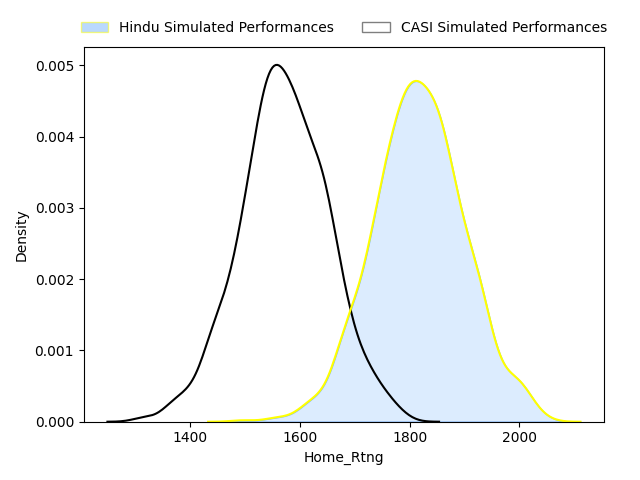 Hindu Simulated Performances
CASI Simulated Performances
0.005
0.004
0.003
0.002
0.001
0.000
Density
1400
1600
1800
2000
Home_Rtng